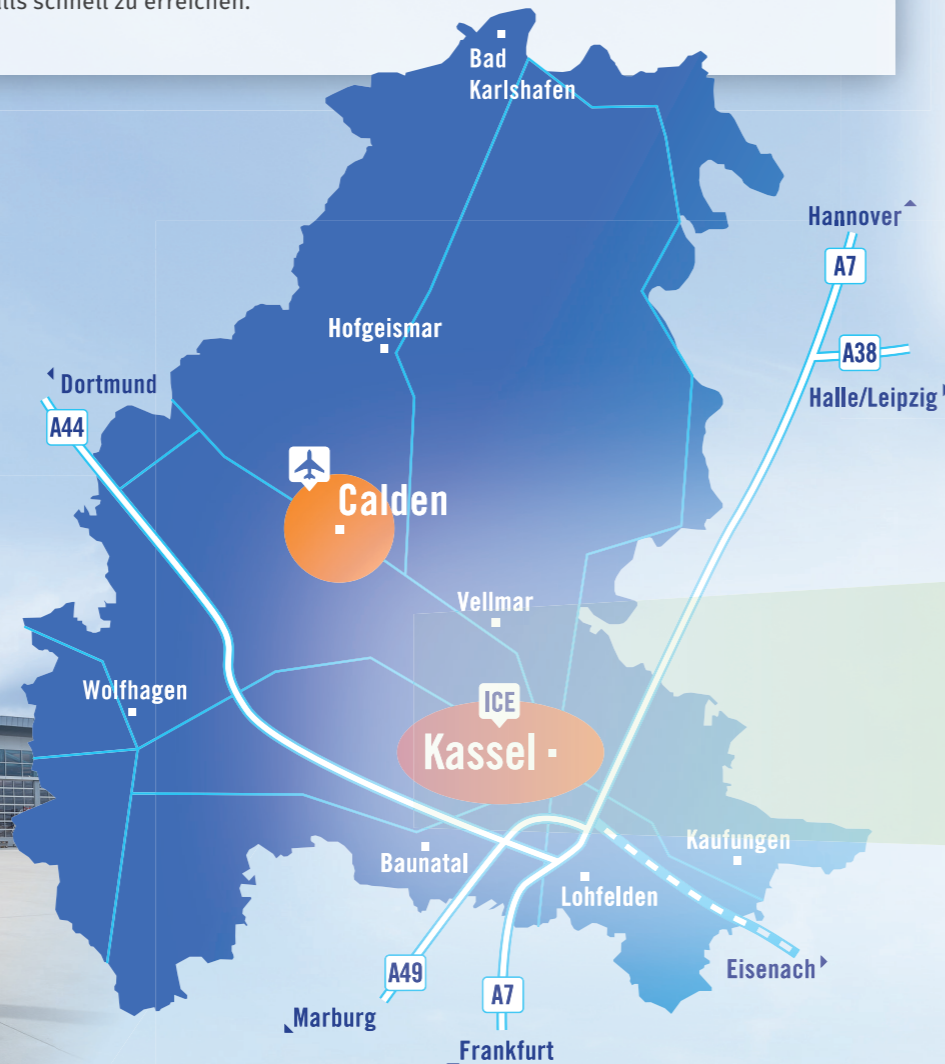 schnell zu erreichen.
Bad
Karlshafen
Hannover
A7
Hofgeismar
A38
Dortmund
Halle/Leipzig
A44
Calden
Vellmar
Wolfhagen
ICE
Kassel
Kaufungen
Baunatal
Lohfelden
Eisenach
A49
A7
Marburg
Frankfurt